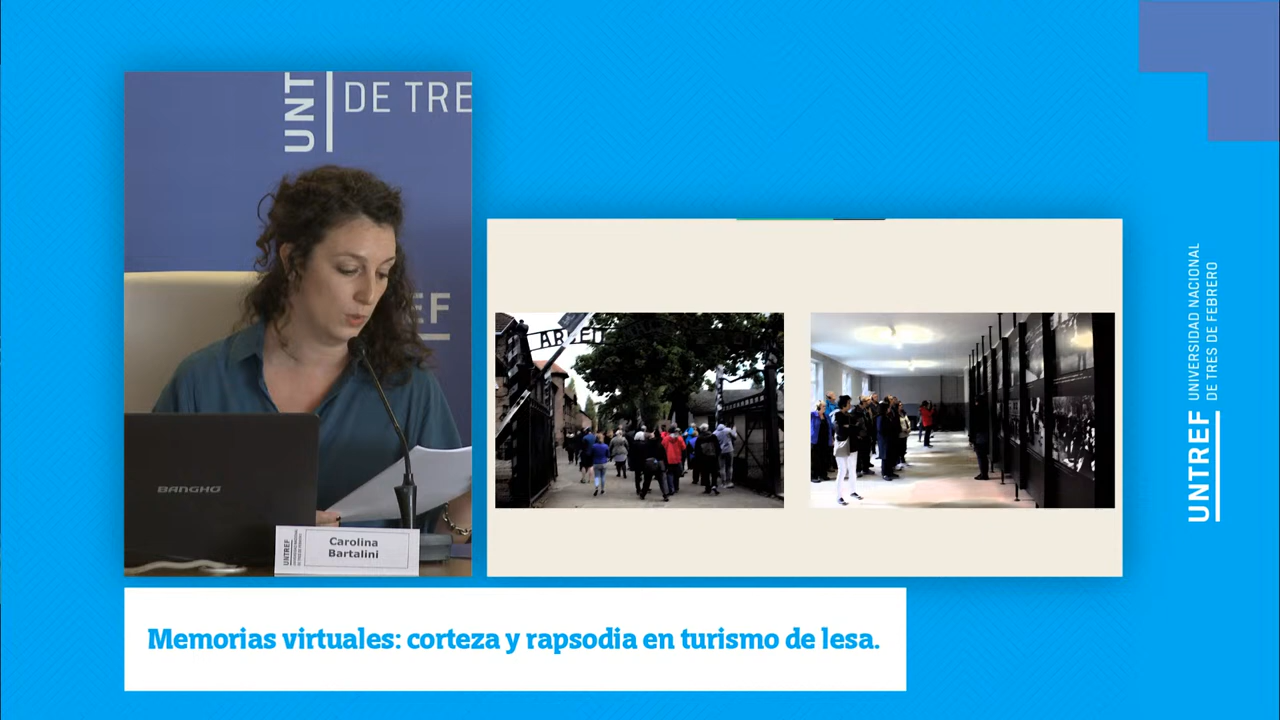 UNT
DE TRE
EF
BANGHO
UNTREF
Carolina
Bartalini
ARBEIT
Memorias virtuales: corteza y rapsodia en turismo de lesa.
UNTREF
UNIVERSIDAD NACIONAL
DE TRES DE FEBRERO